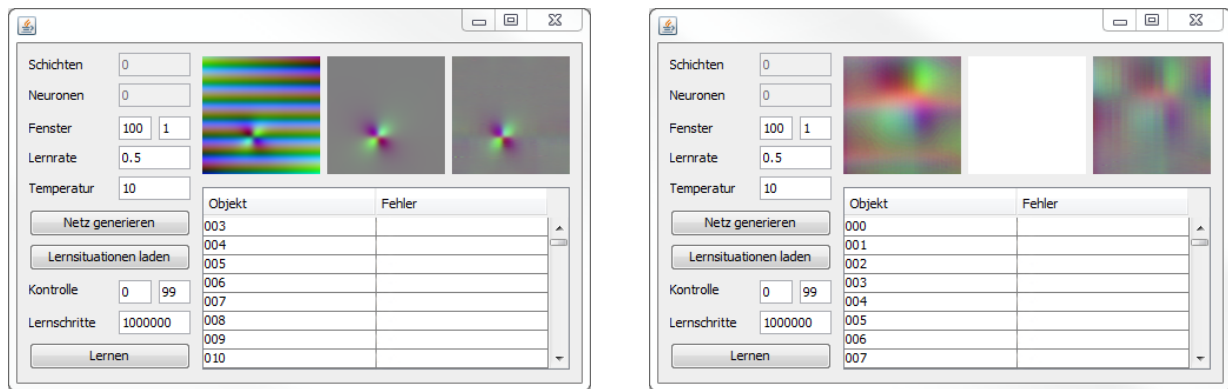 Schichten 0
Neuronen 0
Fenster 100 1
Lernrate 0.5
Temperatur 10
Netz generieren
Lernsituationen laden
Kontrolle 0 99
Lernschritte 1000000
Lernen
Objekt Fehler
003
004
005
006
007
008
009
010
Schichten 0
Neuronen 0
Fenster 100 1
Lernrate 0.5
Temperatur 10
Netz generieren
Lernsituationen laden
Kontrolle 0 99
Lernschritte 1000000
Lernen
Objekt Fehler
000
001
002
003
004
005
006
007